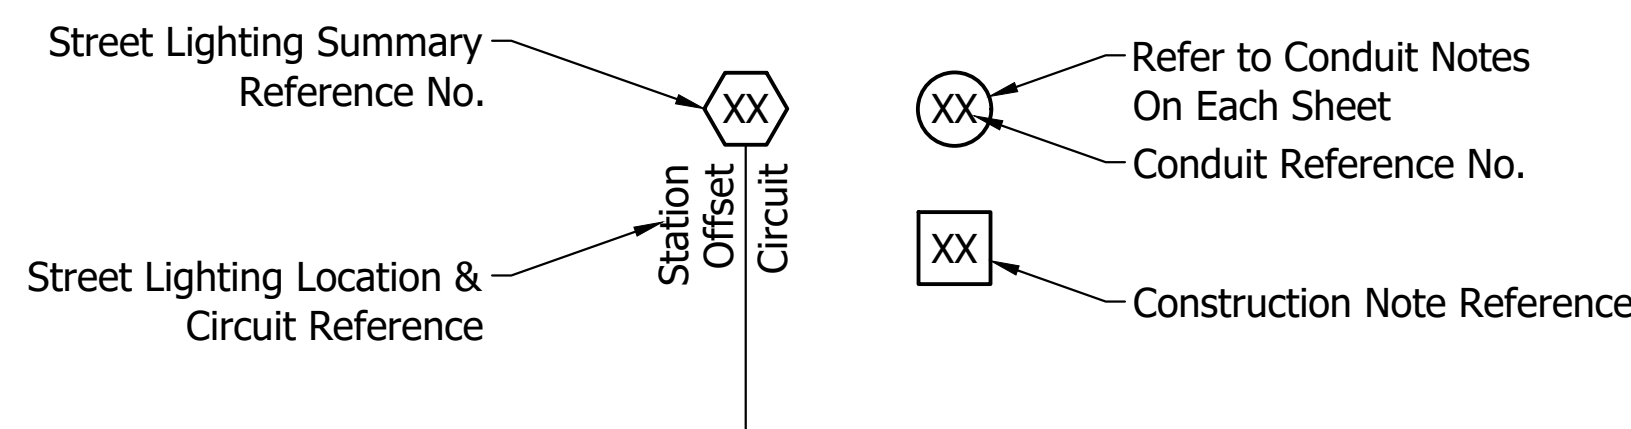 Street Lighting Summary
Reference No.
XX
Station
Offset
Circuit
Street Lighting Location &
Circuit Reference
XX
Refer to Conduit Notes
On Each Sheet
Conduit Reference No.
XX
Construction Note Reference